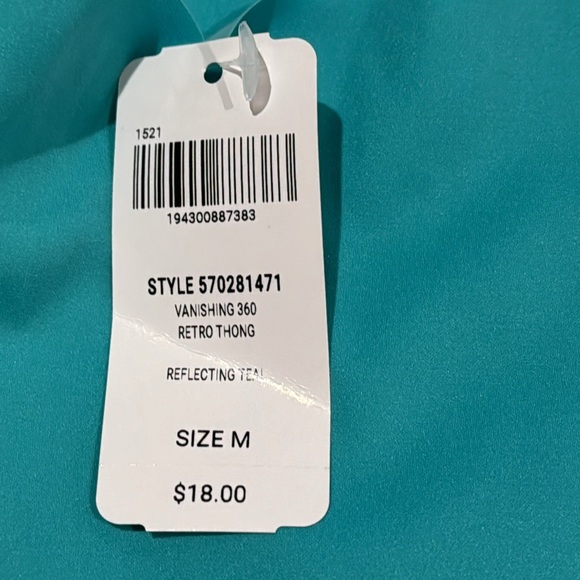 1521
194300887383
STYLE 570281471
VANISHING 360
RETRO THONG
REFLECTING TEAL
SIZE M
$18.00